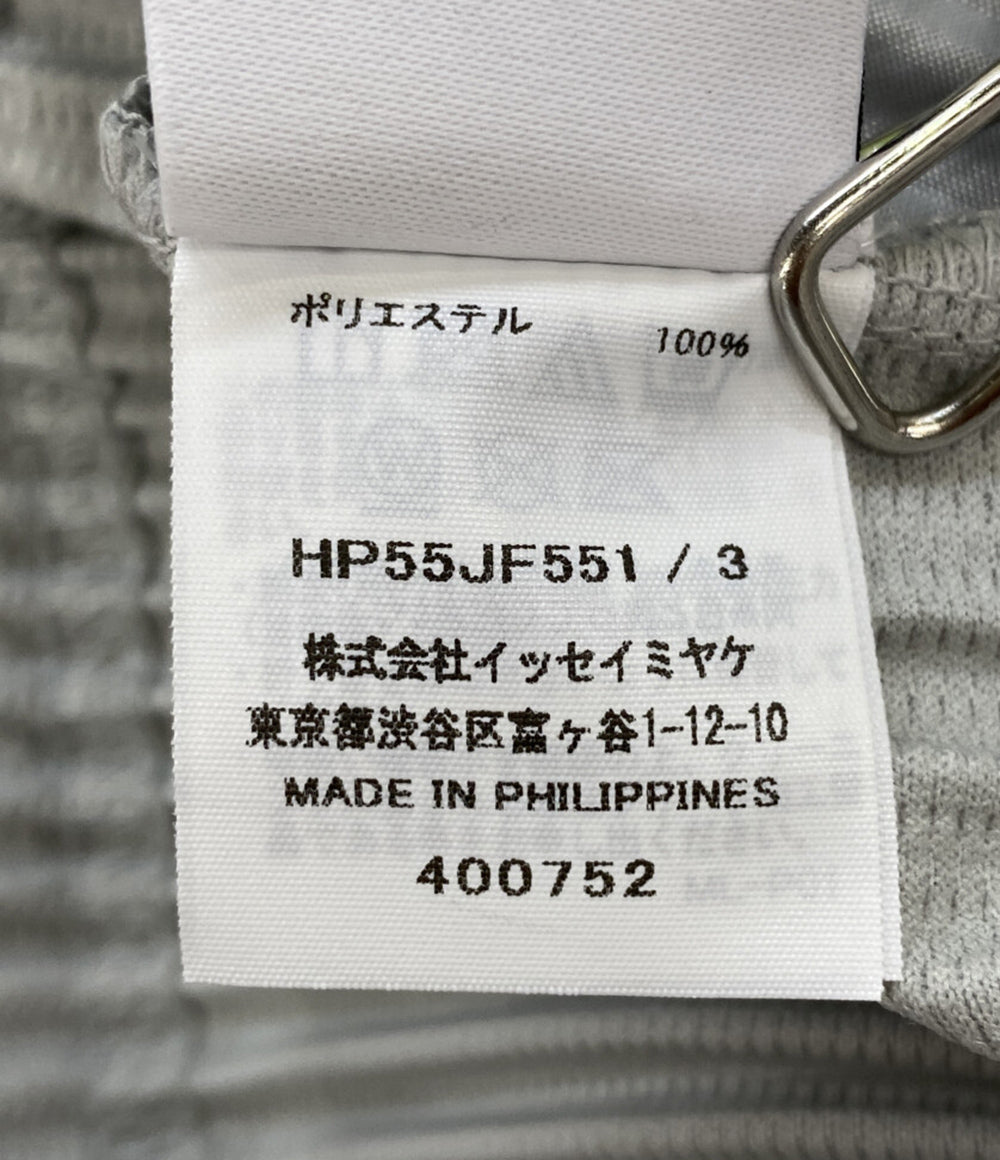 ポリエステル 100%
HP55JF551 / 3
株式会社イッセイミヤケ
東京都渋谷区富ヶ谷1-12-10
MADE IN PHILIPPINES
400752